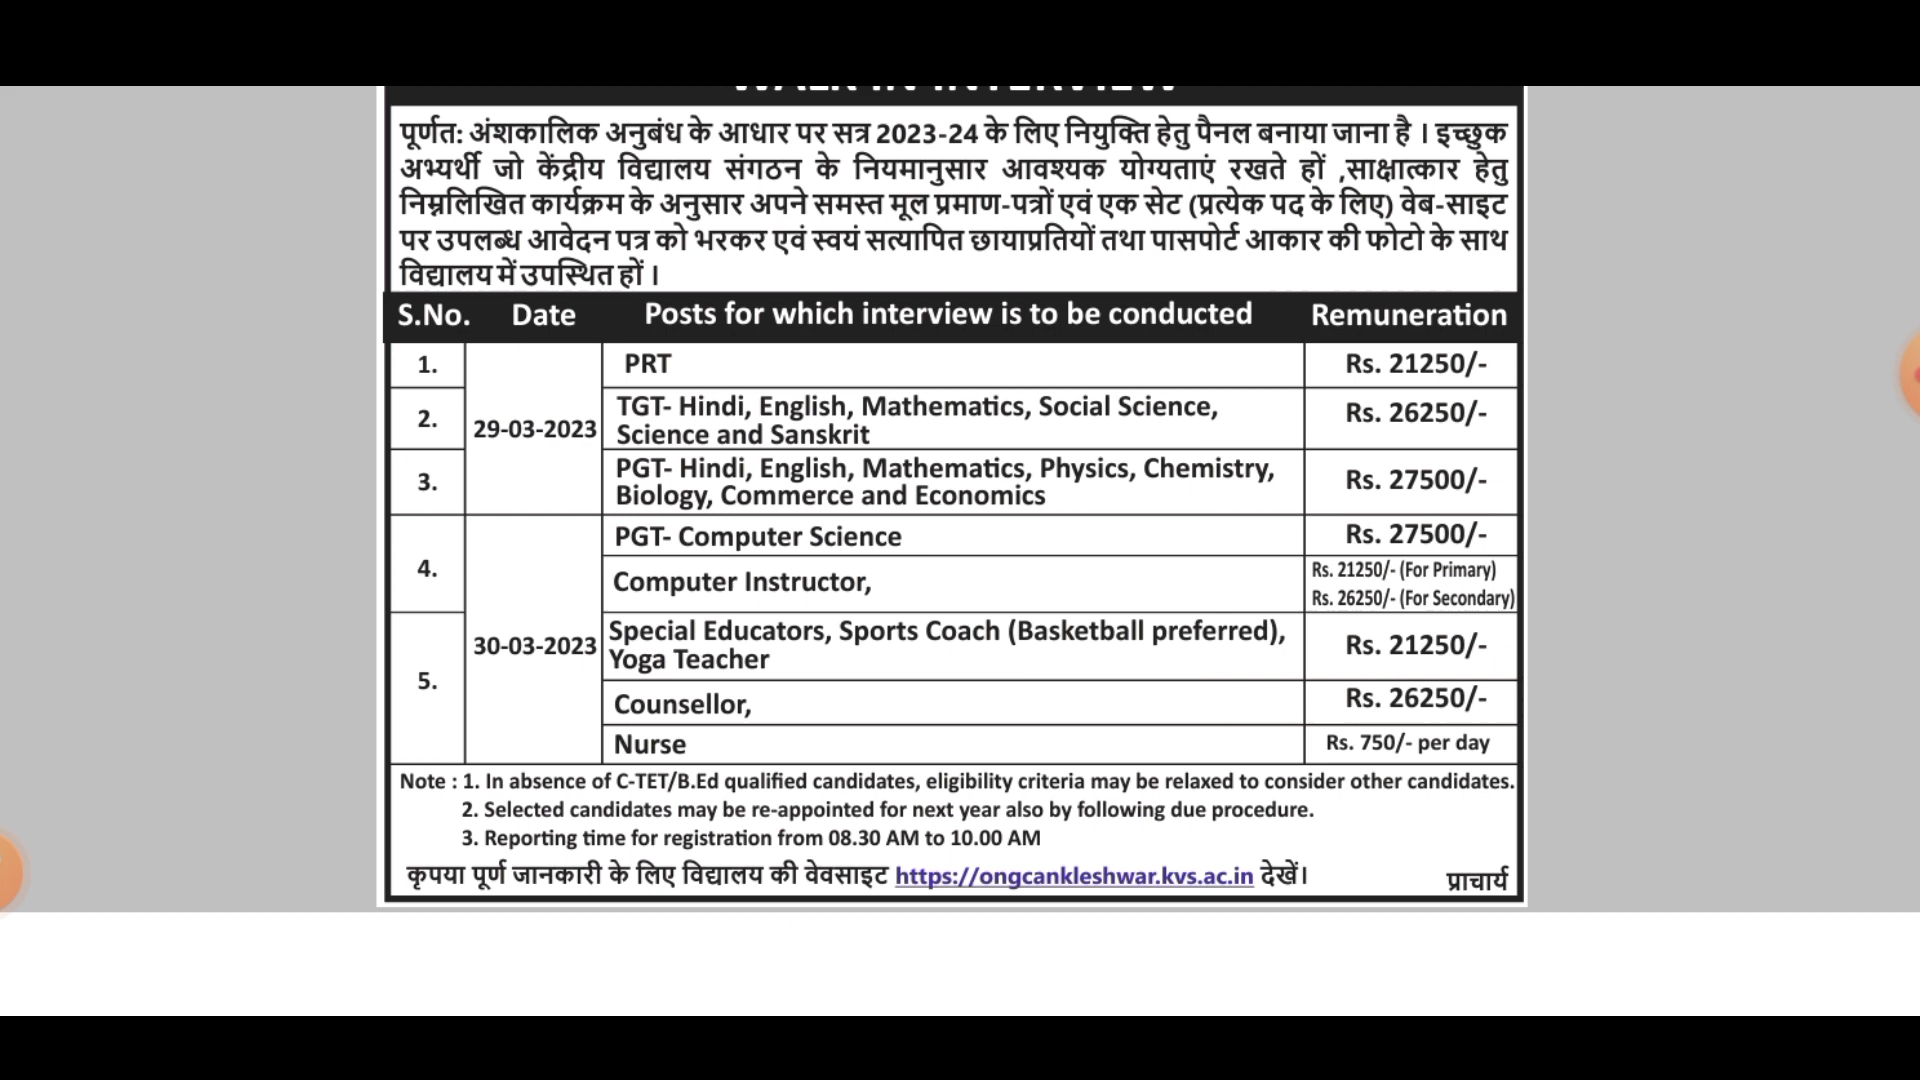 WALK IN INTERVIEW
पूर्णत: अंशकालिक अनुबंध के आधार पर सत्र 2023-24 के लिए नियुक्ति हेतु पैनल बनाया जाना है । इच्छुक
अभ्यर्थी जो केंद्रीय विद्यालय संगठन के नियमानुसार आवश्यक योग्यताएं रखते हों ,साक्षात्कार हेतु
निम्नलिखित कार्यक्रम के अनुसार अपने समस्त मूल प्रमाण-पत्रों एवं एक सेट (प्रत्येक पद के लिए) वेब-साइट
पर उपलब्ध आवेदन पत्र को भरकर एवं स्वयं सत्यापित छायाप्रतियों तथा पासपोर्ट आकार की फोटो के साथ
विद्यालय में उपस्थित हों ।
S.No. Date Posts for which interview is to be conducted Remuneration
1. PRT Rs. 21250/-
2. 29-03-2023 TGT- Hindi, English, Mathematics, Social Science, Rs. 26250/-
Science and Sanskrit
3. PGT- Hindi, English, Mathematics, Physics, Chemistry, Rs. 27500/-
Biology, Commerce and Economics
4. PGT- Computer Science Rs. 27500/-
Computer Instructor, Rs. 21250/- (For Primary)
Rs. 26250/- (For Secondary)
5. 30-03-2023 Special Educators, Sports Coach (Basketball preferred), Rs. 21250/-
Yoga Teacher
Counsellor, Rs. 26250/-
Nurse Rs. 750/- per day
Note : 1. In absence of C-TET/B.Ed qualified candidates, eligibility criteria may be relaxed to consider other candidates.
2. Selected candidates may be re-appointed for next year also by following due procedure.
3. Reporting time for registration from 08.30 AM to 10.00 AM
कृपया पूर्ण जानकारी के लिए विद्यालय की वेवसाइट https://ongcankleshwar.kvs.ac.in देखें।
प्राचार्य